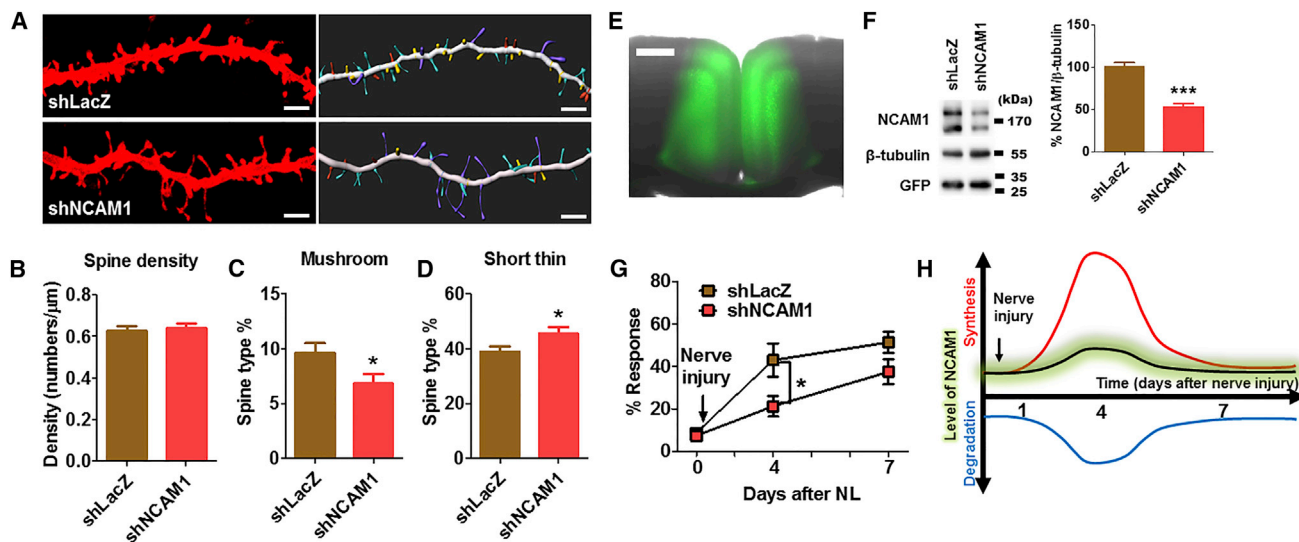 A
shLacZ
shNCAM1
B
Spine density
Density (numbers/μm)
0.8
0.6
0.4
0.2
0.0
shLacZ
shNCAM1
C
Mushroom
Spine type %
15
10
5
0
*
shLacZ
shNCAM1
D
Short thin
Spine type %
60
40
20
0
*
shLacZ
shNCAM1
E
F
shLacZ
shNCAM1
(kDa)
NCAM1
170
β-tubulin
55
GFP
35
25
% NCAM1/β-tubulin
150
100
50
0
***
shLacZ
shNCAM1
G
% Response
80
60
40
20
0
shLacZ
shNCAM1
Nerve
injury
*
0
4
7
Days after NL
H
Level of NCAM1
Synthesis
Degradation
Nerve
injury
Time (days after nerve injury)
1
4
7